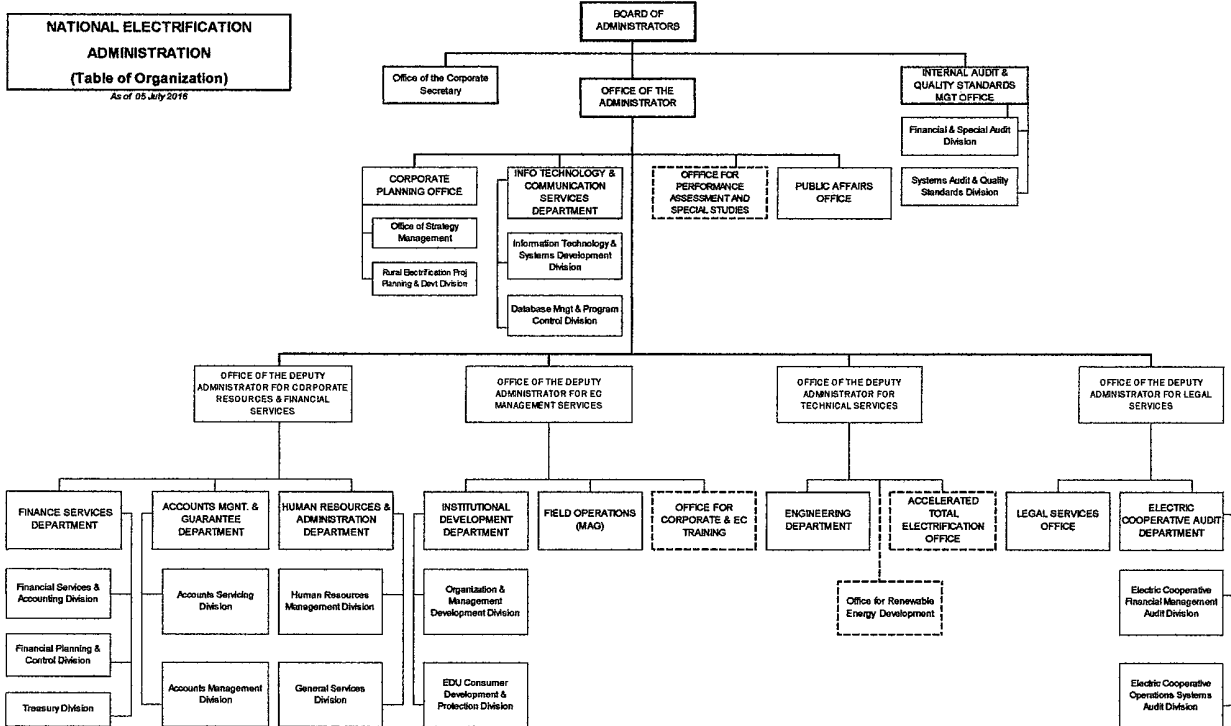 NATIONAL ELECTRIFICATION
ADMINISTRATION
(Table of Organization)
As of 05 July 2016
BOARD OF
ADMINISTRATORS
Office of the Corporate
Secretary
OFFICE OF THE
ADMINISTRATOR
INTERNAL AUDIT &
QUALITY STANDARDS
MGT OFFICE
Financial & Special Audit
Division
Systems Audit & Quality
Standards Division
CORPORATE
PLANNING OFFICE
Office of Strategy
Management
Rural Electrification Proj
Planning & Devt Division
INFO TECHNOLOGY &
COMMUNICATION
SERVICES
DEPARTMENT
Information Technology &
Systems Development
Division
Database Mngt & Program
Control Division
OFFFICE FOR
PERFORMANCE
ASSESSMENT AND
SPECIAL STUDIES
PUBLIC AFFAIRS
OFFICE
OFFICE OF THE DEPUTY
ADMINISTRATOR FOR CORPORATE
RESOURCES & FINANCIAL
SERVICES
OFFICE OF THE DEPUTY
ADMINISTRATOR FOR EC
MANAGEMENT SERVICES
OFFICE OF THE DEPUTY
ADMINISTRATOR FOR
TECHNICAL SERVICES
OFFICE OF THE DEPUTY
ADMINISTRATOR FOR LEGAL
SERVICES
FINANCE SERVICES
DEPARTMENT
Financial Services &
Accounting Division
Financial Planning &
Control Division
Treasury Division
ACCOUNTS MGNT. &
GUARANTEE
DEPARTMENT
Accounts Servicing
Division
Accounts Management
Division
HUMAN RESOURCES &
ADMINISTRATION
DEPARTMENT
Human Resources
Management Division
General Services
Division
INSTITUTIONAL
DEVELOPMENT
DEPARTMENT
Organization &
Management
Development Division
EDU Consumer
Development &
Protection Division
FIELD OPERATIONS
(MAG)
OFFICE FOR
CORPORATE & EC
TRAINING
ENGINEERING
DEPARTMENT
Office for Renewable
Energy Development
ACCELERATED
TOTAL
ELECTRIFICATION
OFFICE
LEGAL SERVICES
OFFICE
ELECTRIC
COOPERATIVE AUDIT
DEPARTMENT
Electric Cooperative
Financial Management
Audit Division
Electric Cooperative
Operations Systems
Audit Division